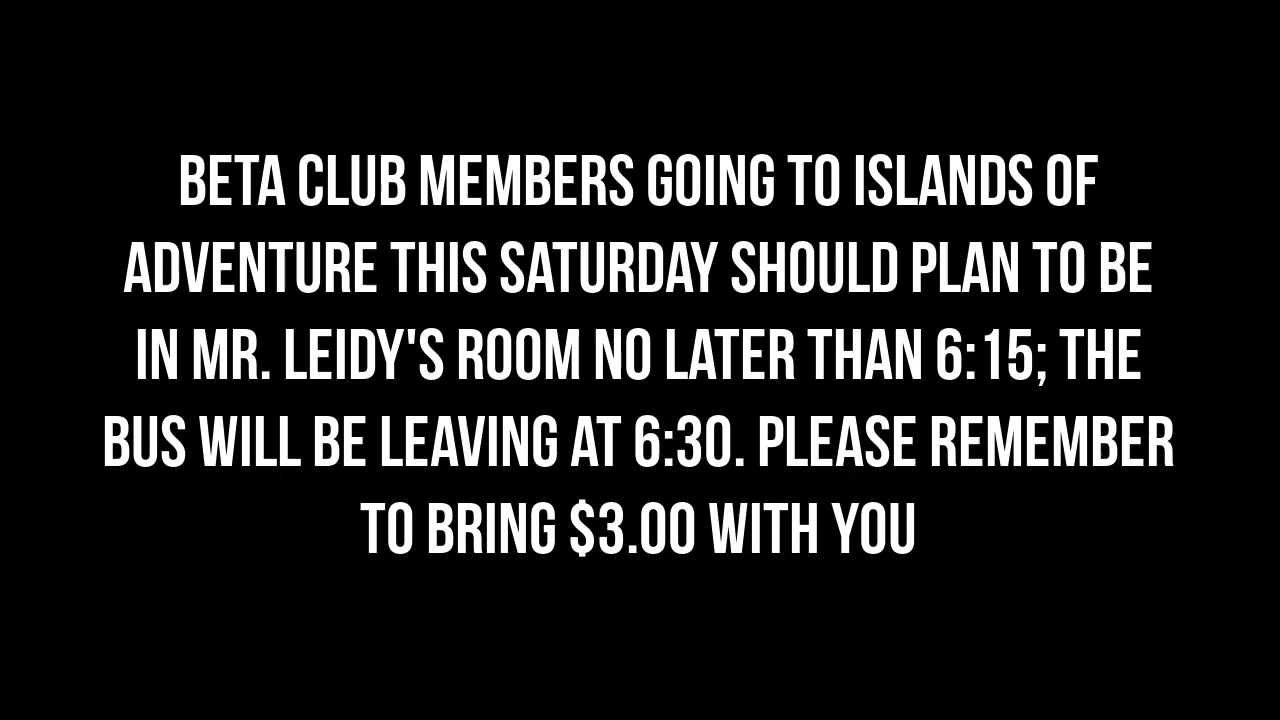 BETA CLUB MEMBERS GOING TO ISLANDS OF
ADVENTURE THIS SATURDAY SHOULD PLAN TO BE
IN MR. LEIDY'S ROOM NO LATER THAN 6:15; THE
BUS WILL BE LEAVING AT 6:30. PLEASE REMEMBER
TO BRING $3.00 WITH YOU